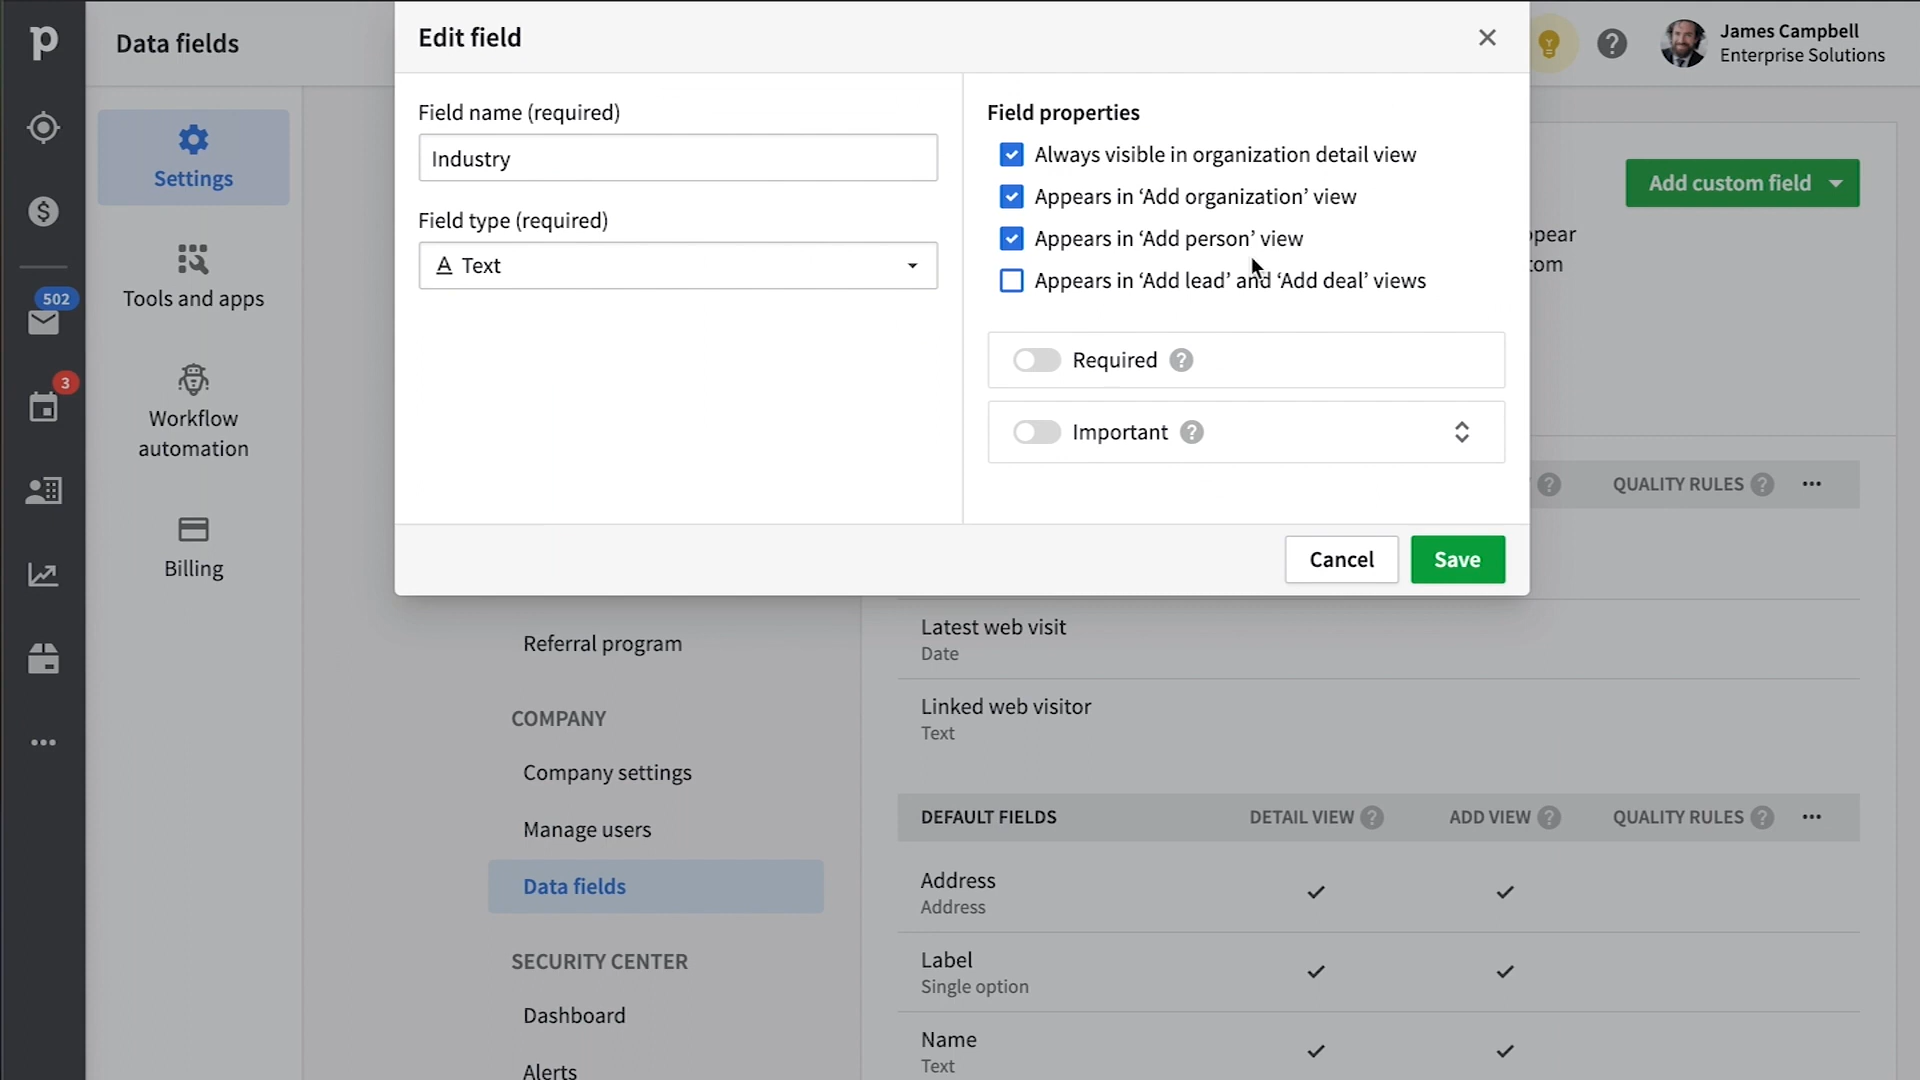 p
Data fields
Edit field
James Campbell
Enterprise Solutions
Settings
Tools and apps
502
3
Workflow
automation
Billing
Field name (required)
Industry
Field type (required)
A Text
Field properties
Always visible in organization detail view
Appears in ‘Add organization’ view
Appears in ‘Add person’ view
Appears in ‘Add lead’ and ‘Add deal’ views
Required ?
Important ?
Cancel
Save
Add custom field
QUALITY RULES ?
Referral program
COMPANY
Company settings
Manage users
Data fields
SECURITY CENTER
Dashboard
Alerts
Latest web visit
Date
Linked web visitor
Text
DEFAULT FIELDS DETAIL VIEW ? ADD VIEW ? QUALITY RULES ?
Address
Address
Label
Single option
Name
Text